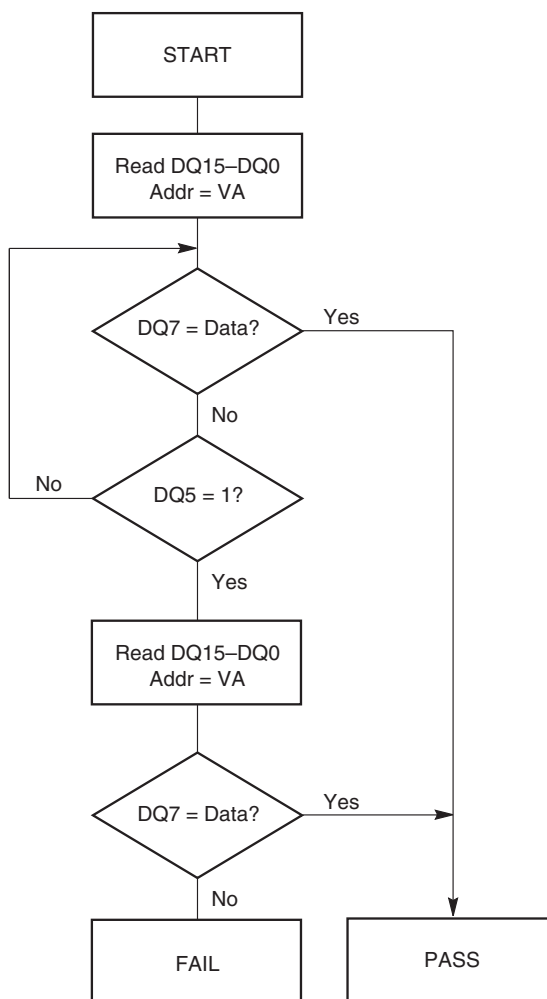 START
Read DQ15–DQ0
Addr = VA
DQ7 = Data?
Yes
No
No
DQ5 = 1?
Yes
Read DQ15–DQ0
Addr = VA
DQ7 = Data?
Yes
No
FAIL
PASS